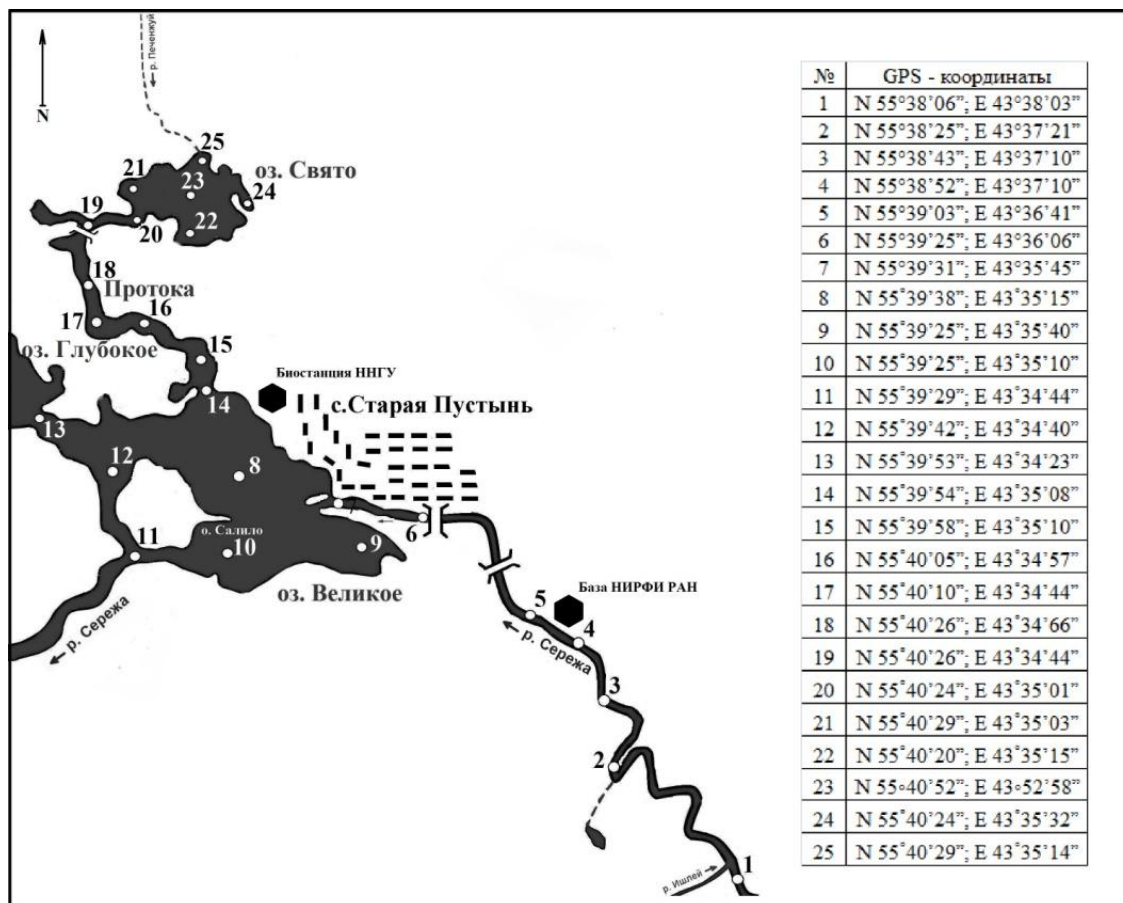 р. Печенжуй
N
25
21
оз. Свято
23
24
19
20
22
18
Протока
17
16
оз. Глубокое
15
Биостанция ННГУ
14
с.Старая Пустынь
13
12
8
6
о. Салило
11
10
9
База НИРФИ РАН
оз. Великое
5
4
р. Сережа
р. Сережа
3
2
1
р. Ишлей
№ GPS - координаты
1 N 55°38’06”; E 43°38’03”
2 N 55°38’25”; E 43°37’21”
3 N 55°38’43”; E 43°37’10”
4 N 55°38’52”; E 43°37’10”
5 N 55°39’03”; E 43°36’41”
6 N 55°39’25”; E 43°36’06”
7 N 55°39’31”; E 43°35’45”
8 N 55˚39’38”; E 43˚35’15”
9 N 55˚39’25”; E 43˚35’40”
10 N 55˚39’25”; E 43˚35’10”
11 N 55˚39’29”; E 43˚34’44”
12 N 55˚39’42”; E 43˚34’40”
13 N 55˚39’53”; E 43˚34’23”
14 N 55˚39’54”; E 43˚35’08”
15 N 55˚39’58”; E 43˚35’10”
16 N 55˚40’05”; E 43˚34’57”
17 N 55˚40’10”; E 43˚34’44”
18 N 55˚40’26”; E 43˚34’66”
19 N 55˚40’26”; E 43˚34’44”
20 N 55˚40’24”; E 43˚35’01”
21 N 55˚40’29”; E 43˚35’03”
22 N 55˚40’20”; E 43˚35’15”
23 N 55∘40’52”; E 43∘52’58”
24 N 55˚40’24”; E 43˚35’32”
25 N 55˚40’29”; E 43˚35’14”